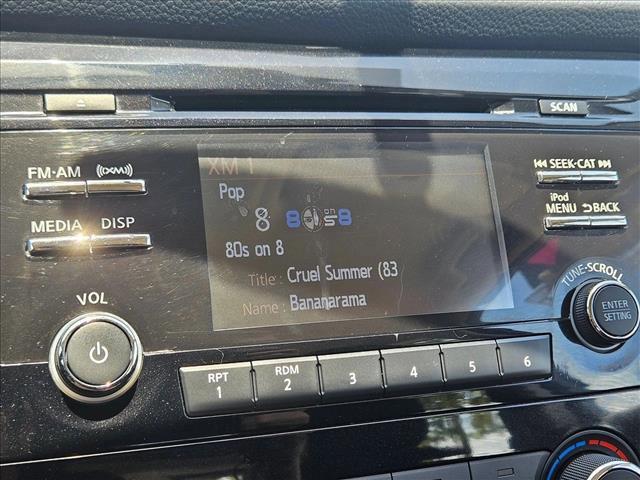 SCAN
FM·AM ((XM))
SEEK·CAT
XM 1
Pop
8
8 on s 8
80s on 8
Title : Cruel Summer (83
Name : Bananarama
iPod
MENU BACK
MEDIA DISP
TUNE·SCROLL
ENTER
SETTING
VOL
RPT
1
RDM
2
3
4
5
6